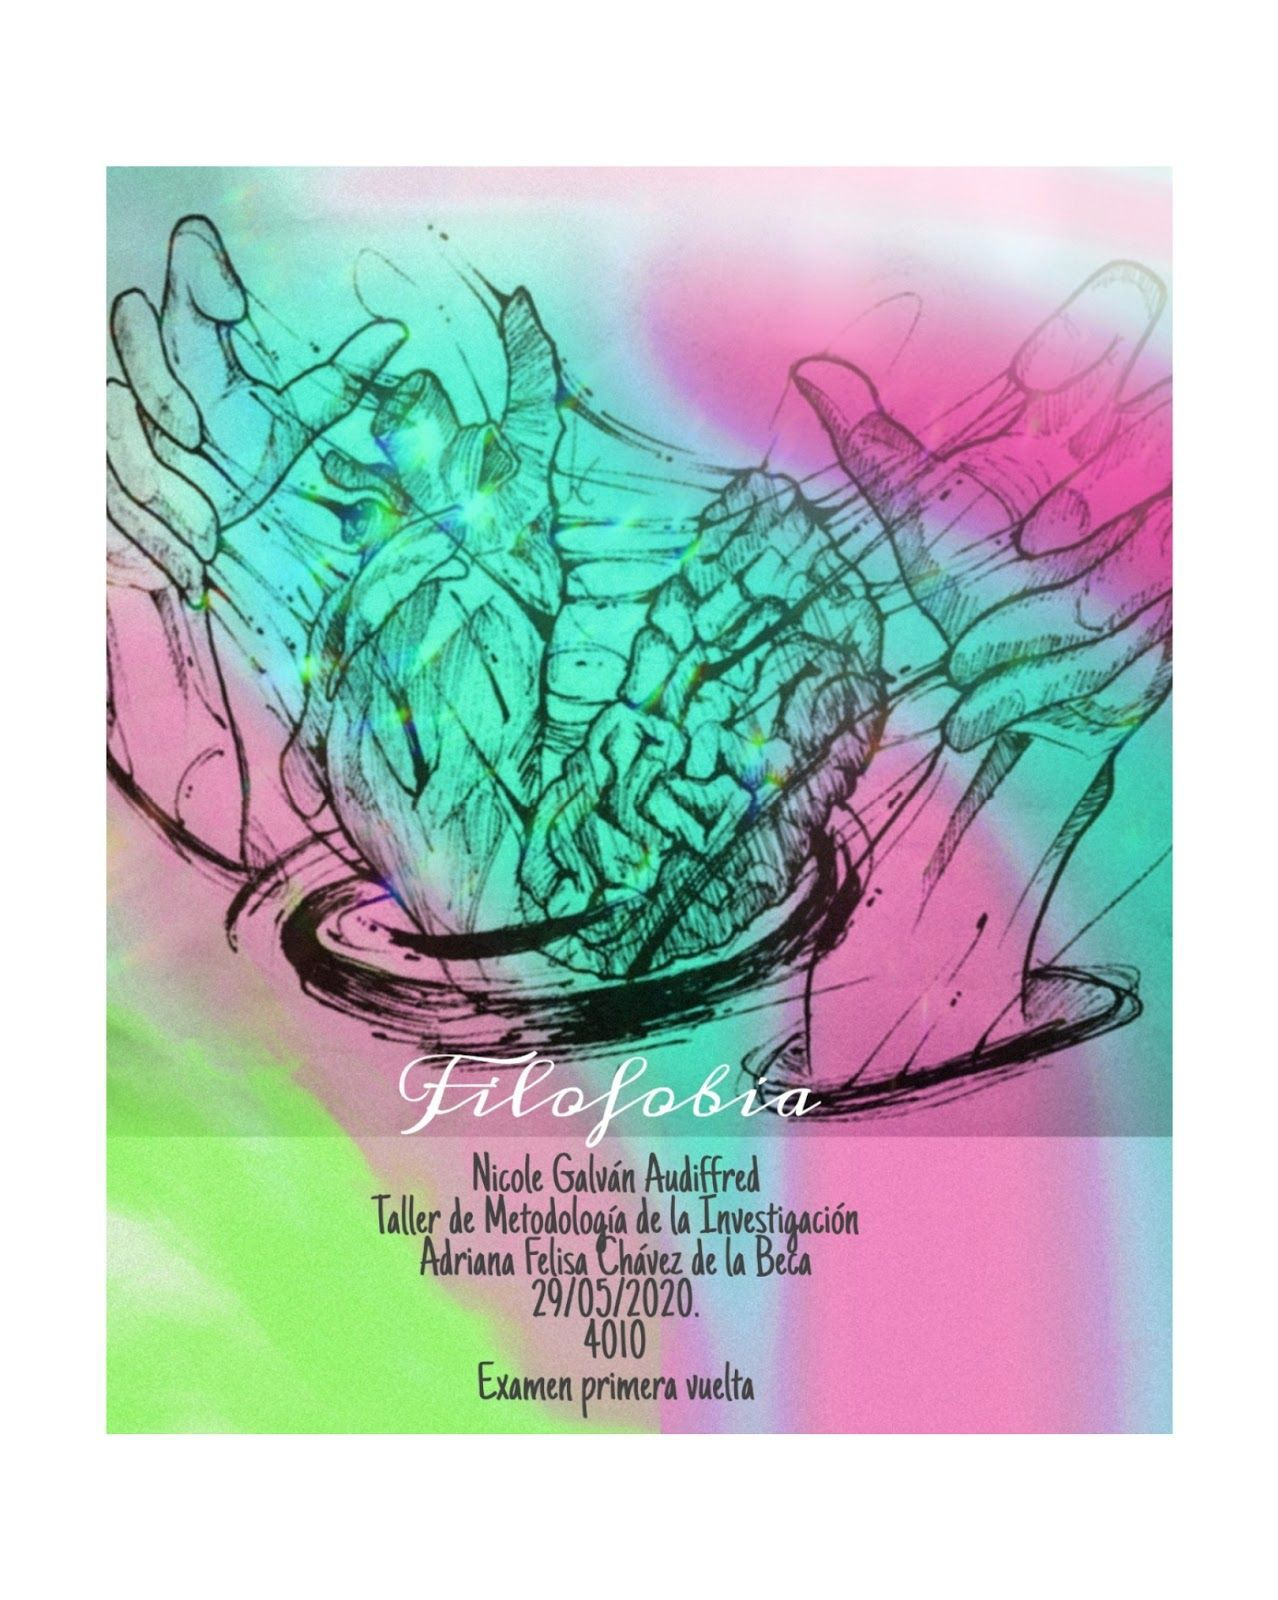 Filofobia
Nicole Galván Audiffred
Taller de Metodología de la Investigación
Adriana Felisa Chávez de la Beca
29/05/2020.
4010
Examen primera vuelta